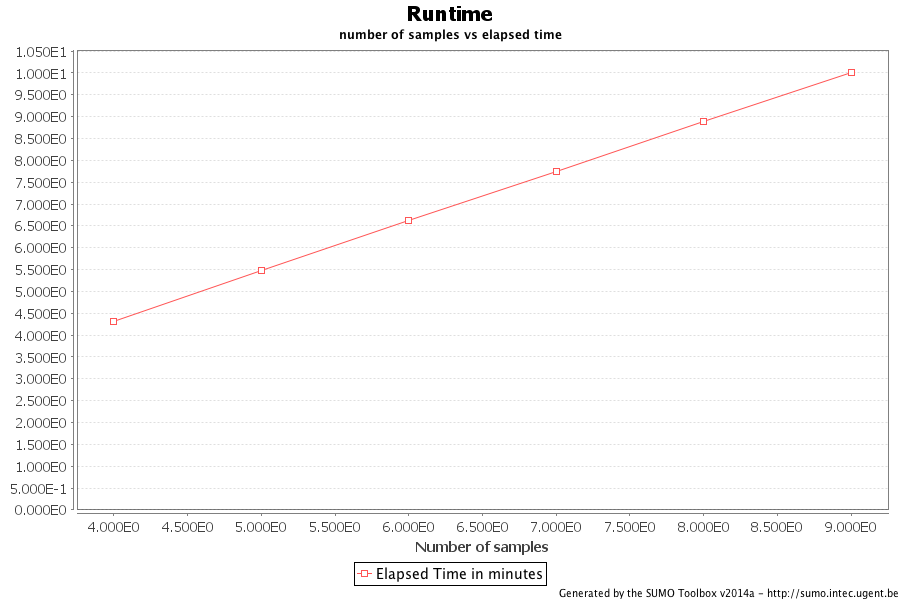 Runtime
number of samples vs elapsed time
1.050E1
1.000E1
9.500E0
9.000E0
8.500E0
8.000E0
7.500E0
7.000E0
6.500E0
6.000E0
5.500E0
5.000E0
4.500E0
4.000E0
3.500E0
3.000E0
2.500E0
2.000E0
1.500E0
1.000E0
5.000E-1
0.000E0
4.000E0 4.500E0 5.000E0 5.500E0 6.000E0 6.500E0 7.000E0 7.500E0 8.000E0 8.500E0 9.000E0
Number of samples
Elapsed Time in minutes
Generated by the SUMO Toolbox v2014a - http://sumo.intec.ugent.be